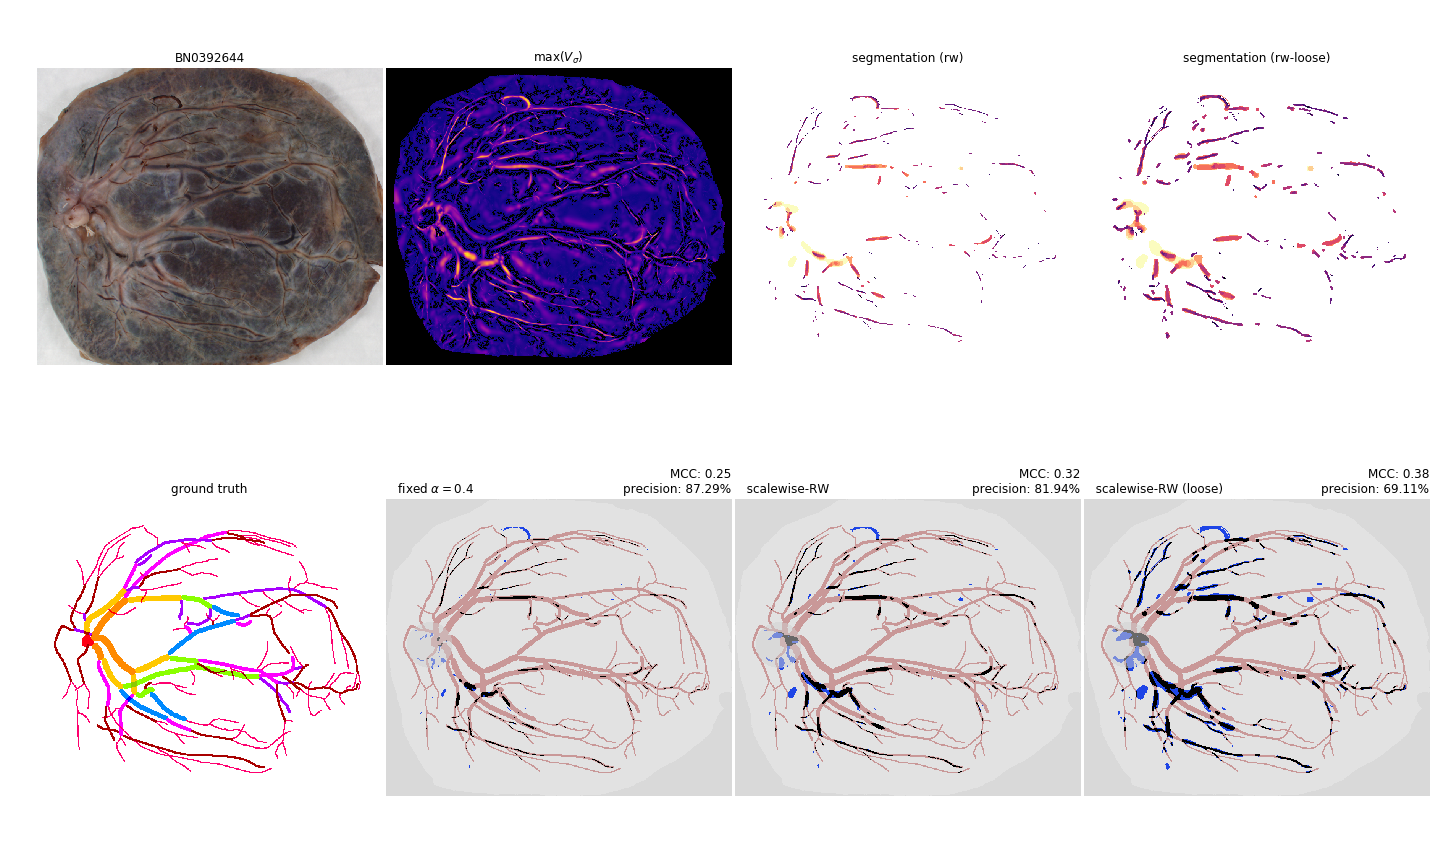 BN0392644
max(V_σ)
segmentation (rw)
segmentation (rw-loose)
ground truth
fixed α = 0.4
MCC: 0.25
precision: 87.29%
scalewise-RW
MCC: 0.32
precision: 81.94%
scalewise-RW (loose)
MCC: 0.38
precision: 69.11%